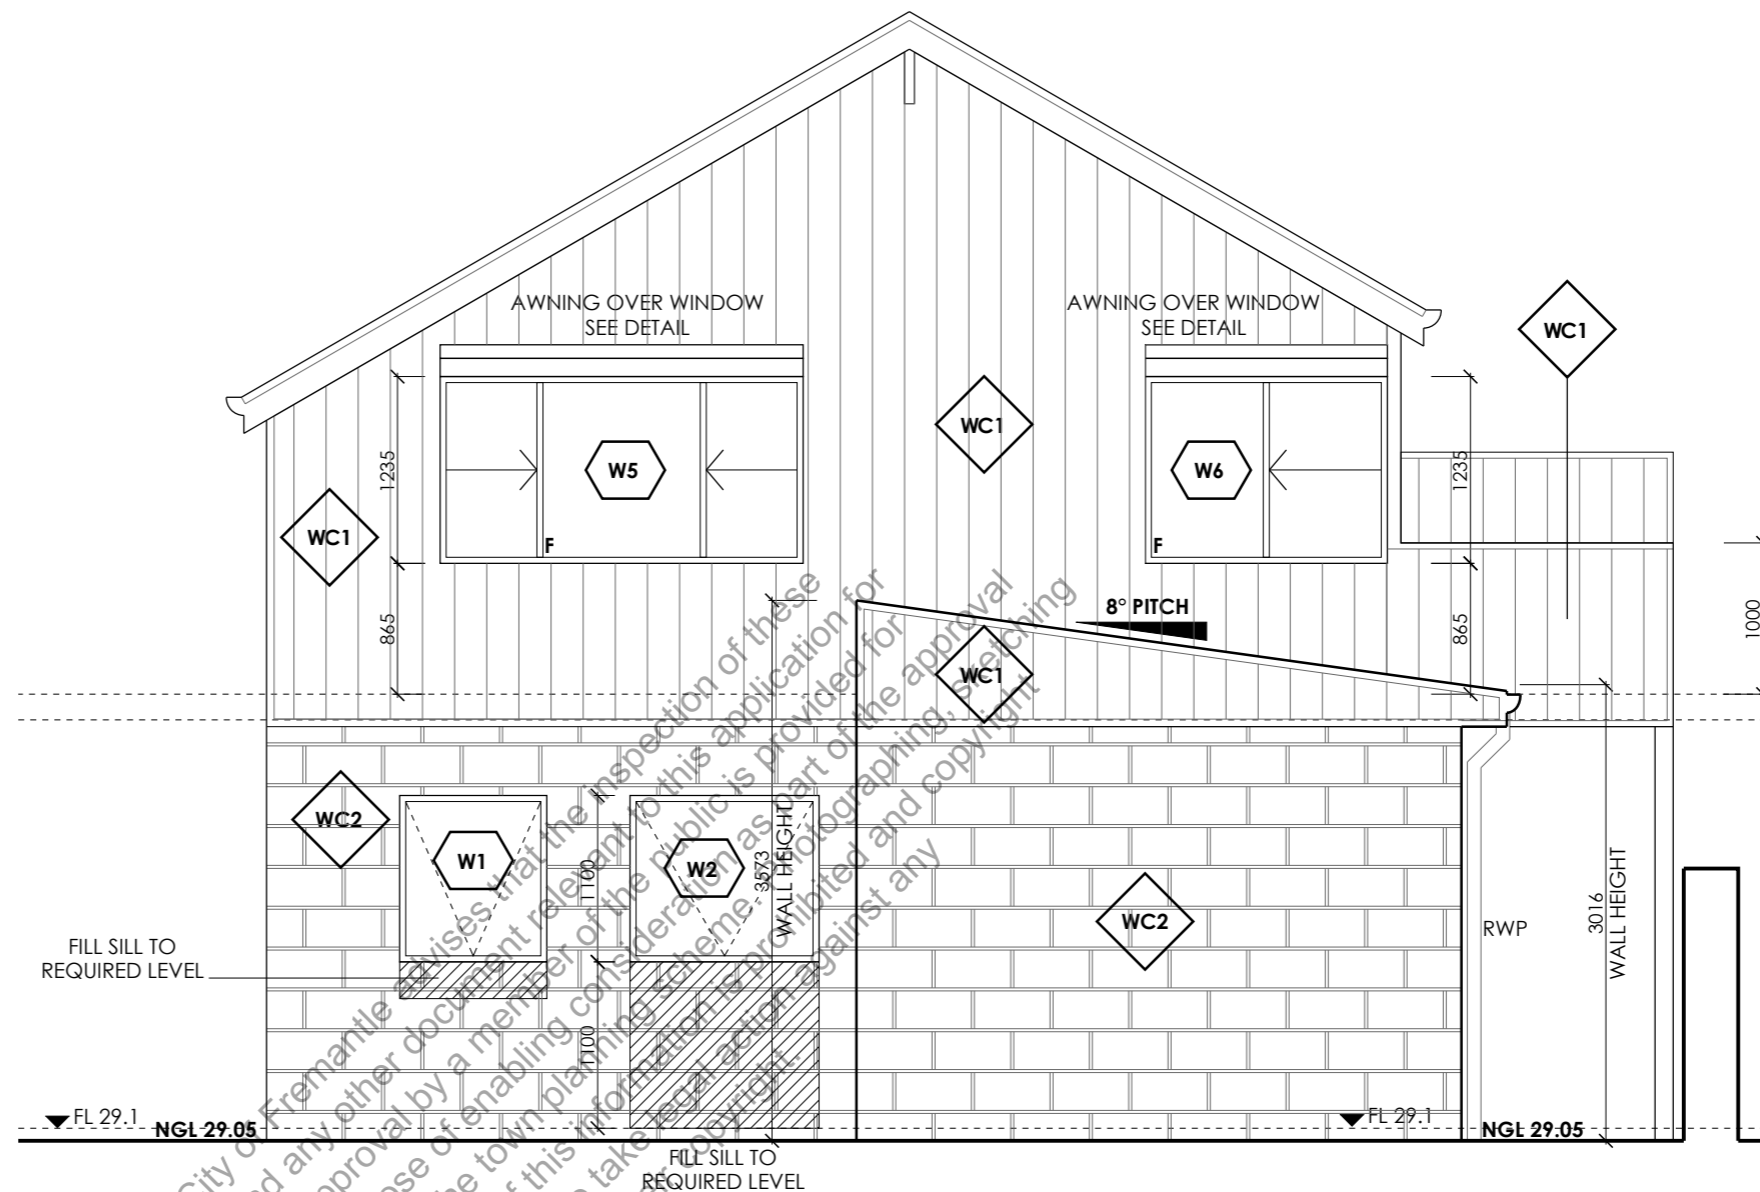 AWNING OVER WINDOW
SEE DETAIL
AWNING OVER WINDOW
SEE DETAIL
WC1
WC1
W5
W6
1235
1235
WC1
F
F
8° PITCH
865
865
1000
WC1
WC2
W1
W2
1100
3573
WALL HEIGHT
WC2
RWP
3016
WALL HEIGHT
FILL SILL TO
REQUIRED LEVEL
1100
FL 29.1
NGL 29.05
FL 29.1
NGL 29.05
FILL SILL TO
REQUIRED LEVEL
City of Fremantle advises that the inspection of these
and any other document relevant to this application for
approval by a member of the public is provided for
purpose of enabling consideration as part of the approval
the town planning scheme. Photographing, sketching
of this information is prohibited and copyright
take legal action against any
copyright.